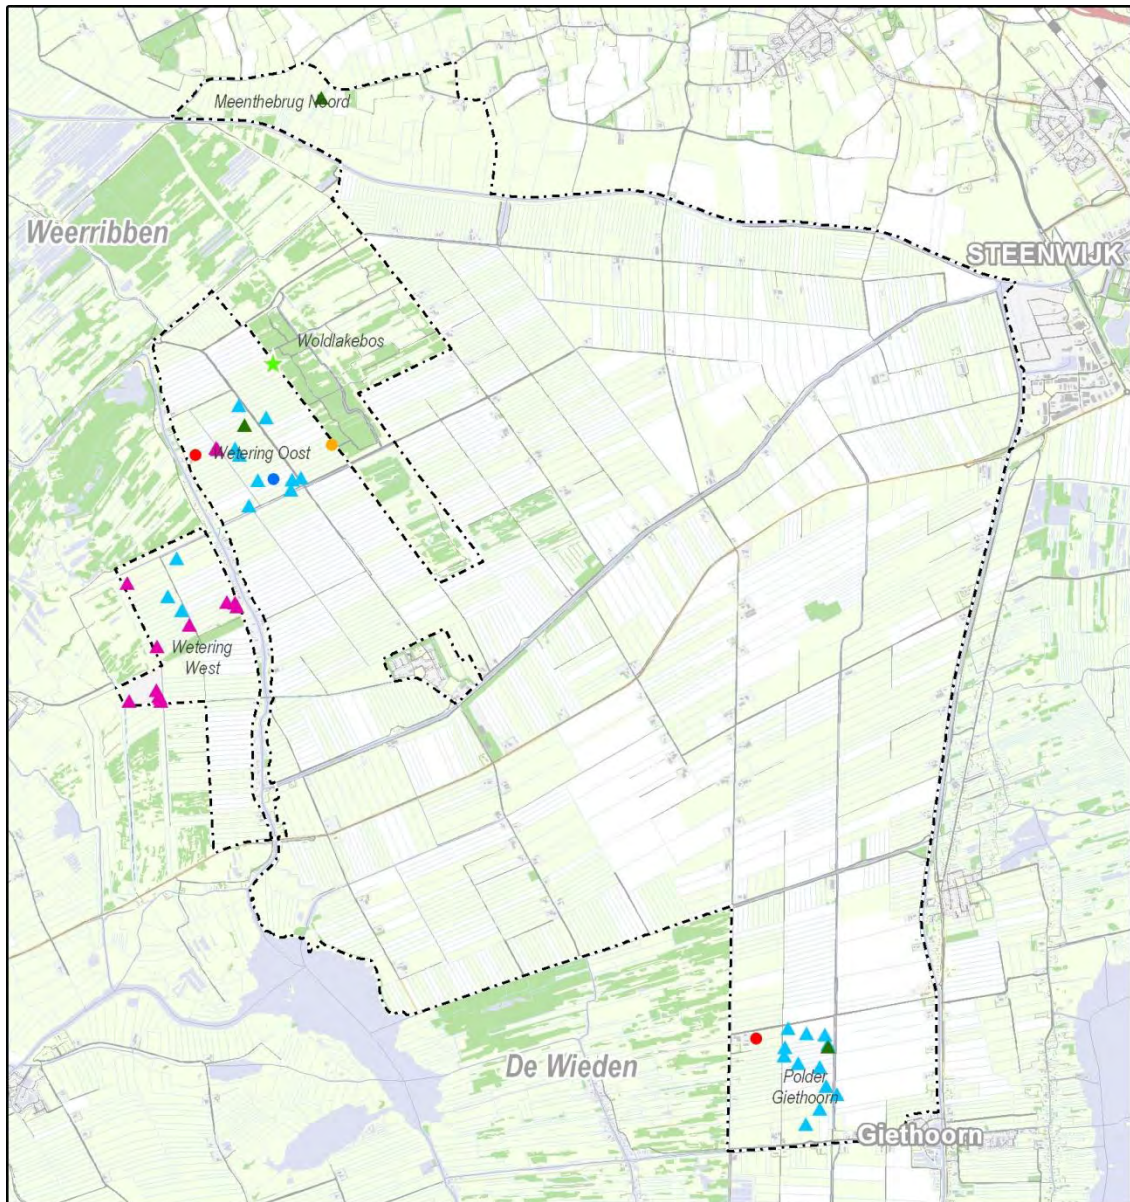 Meenthebrug Noord
Weerribben
STEENWIJK
Woldlakebos
Wetering Oost
Wetering
West
De Wieden
Polder
Giethoorn
Giethoorn